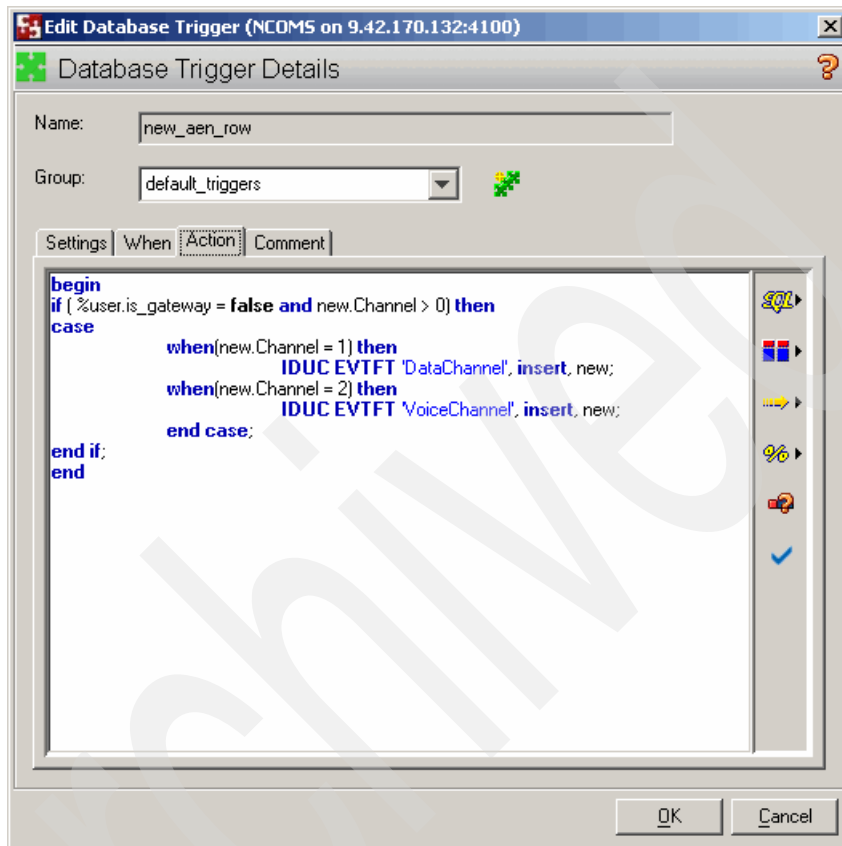 Edit Database Trigger (NCOMS on 9.42.170.132:4100)
Database Trigger Details
Name: new_aen_row
Group: default_triggers
Settings When Action Comment
begin
if ( %user.is_gateway = false and new.Channel > 0) then
case
when(new.Channel = 1) then
IDUC EVTFT 'DataChannel', insert, new;
when(new.Channel = 2) then
IDUC EVTFT 'VoiceChannel', insert, new;
end case;
end if;
end
SQL
%
OK Cancel